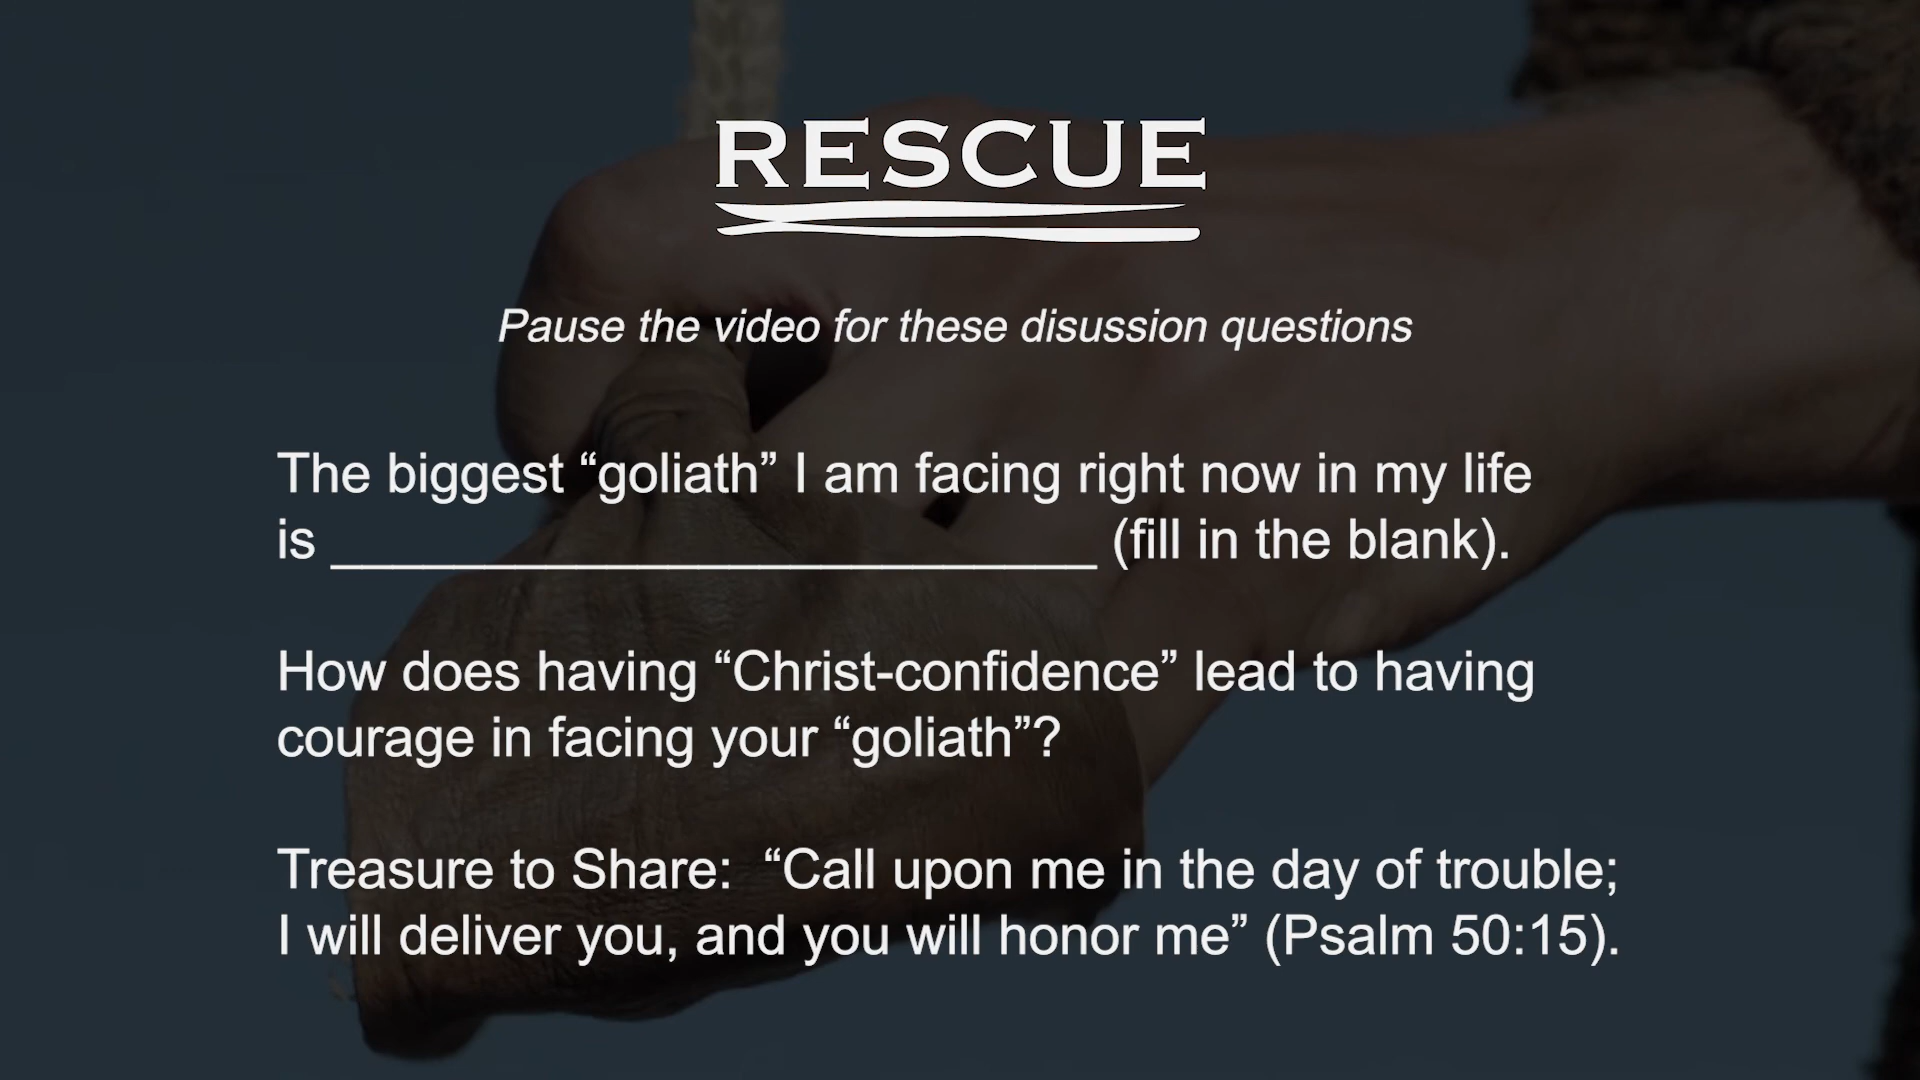 RESCUE
Pause the video for these disussion questions
The biggest “goliath” I am facing right now in my life
is _________________________ (fill in the blank).
How does having “Christ-confidence” lead to having
courage in facing your “goliath”?
Treasure to Share:  “Call upon me in the day of trouble;
I will deliver you, and you will honor me” (Psalm 50:15).